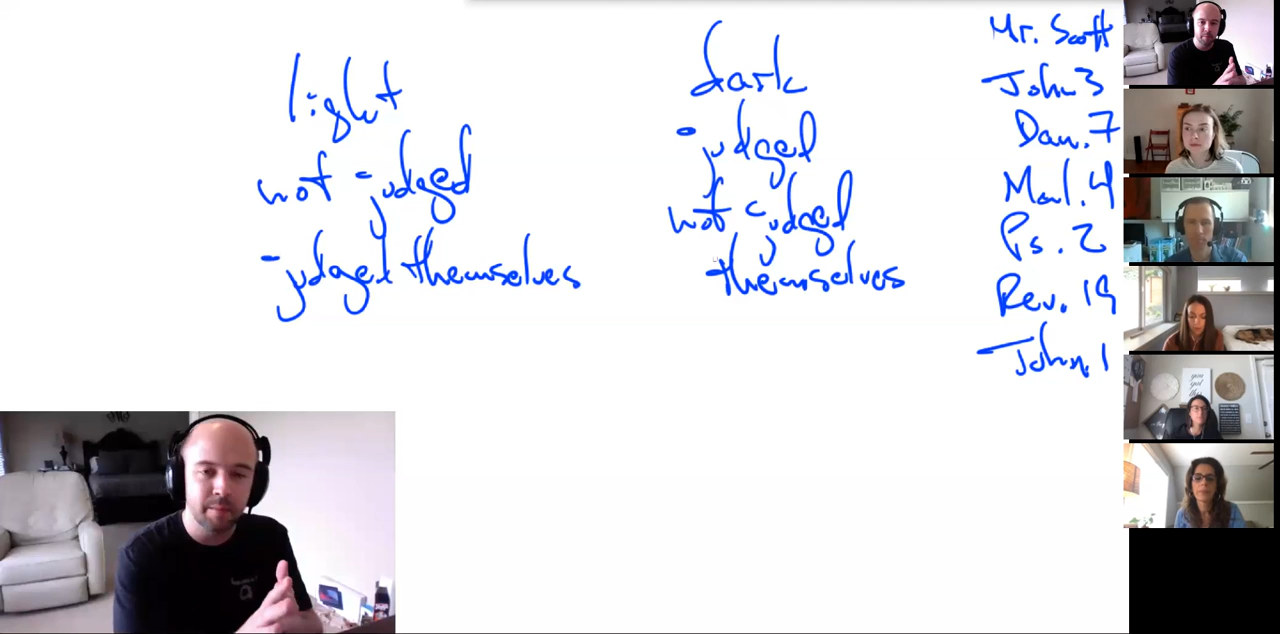 light
not judged
judged themselves
dark
judged
not judged
themselves
Mr. Scott
John 3
Dan. 7
Mal. 4
Ps. 2
Rev. 19
John. 1